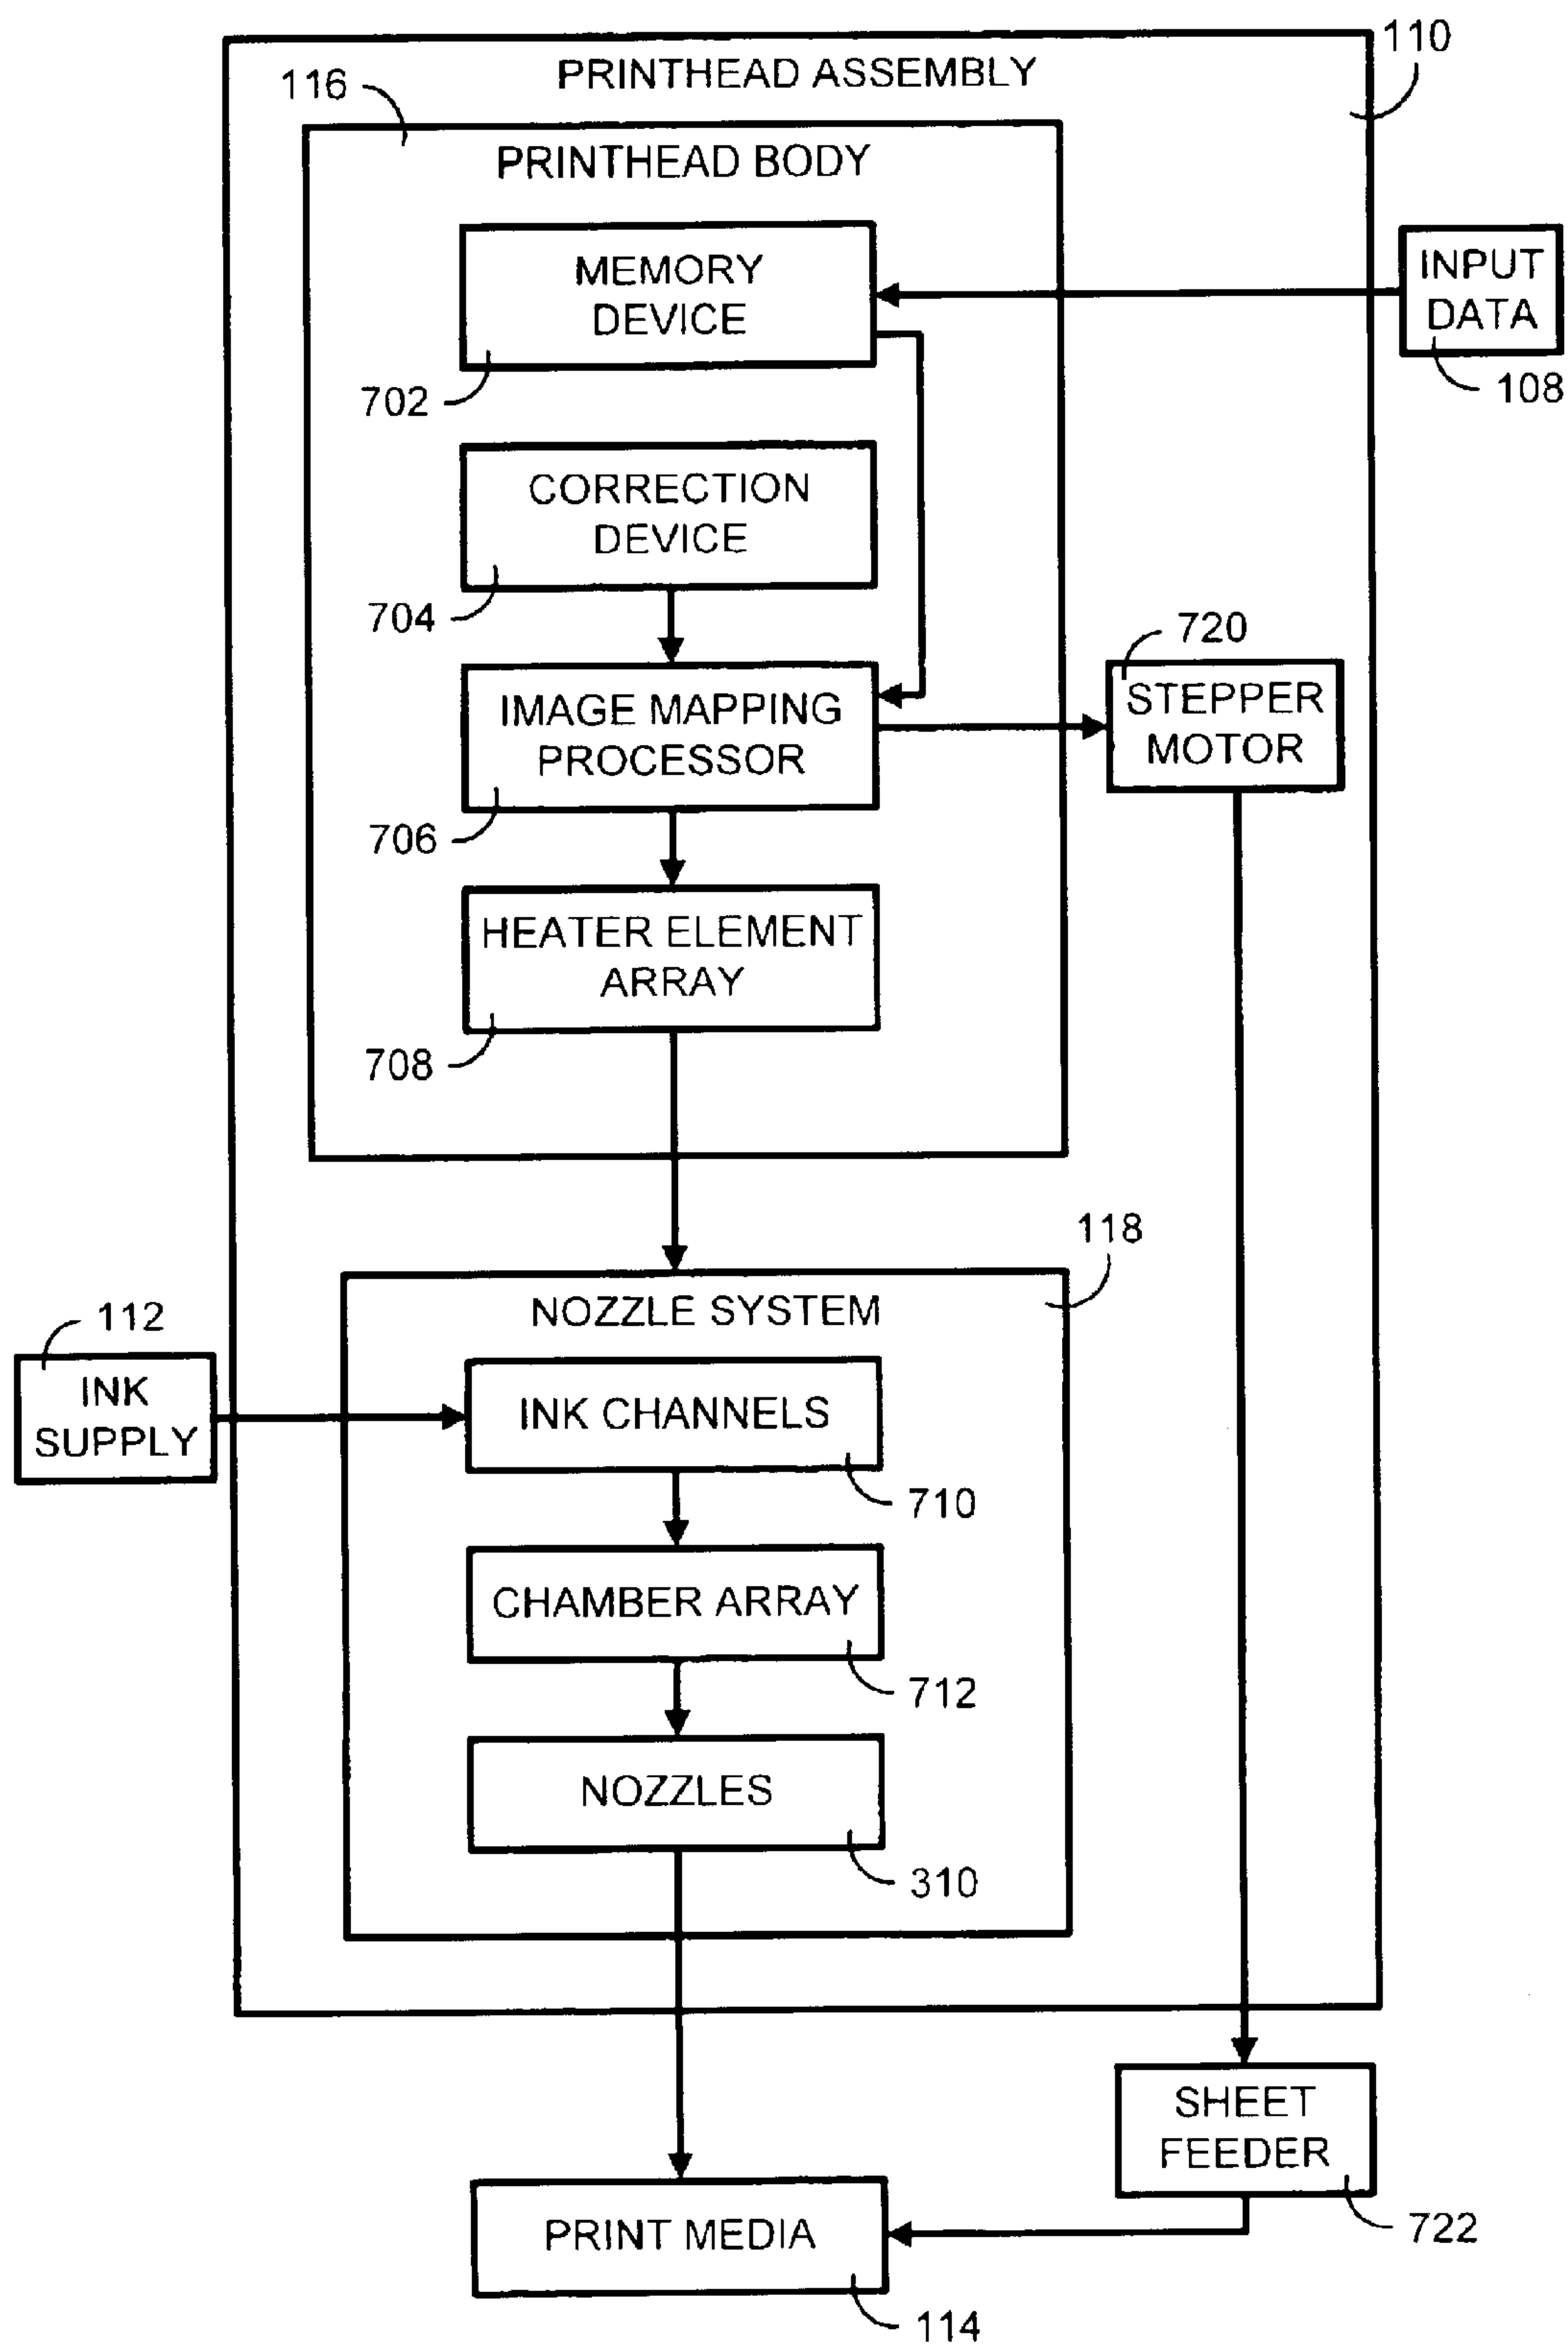 110
PRINTHEAD ASSEMBLY
116
PRINTHEAD BODY
MEMORY
DEVICE
702
INPUT
DATA
108
CORRECTION
DEVICE
704
720
STEPPER
MOTOR
IMAGE MAPPING
PROCESSOR
706
HEATER ELEMENT
ARRAY
708
118
NOZZLE SYSTEM
112
INK
SUPPLY
INK CHANNELS
710
CHAMBER ARRAY
712
NOZZLES
310
SHEET
FEEDER
722
PRINT MEDIA
114